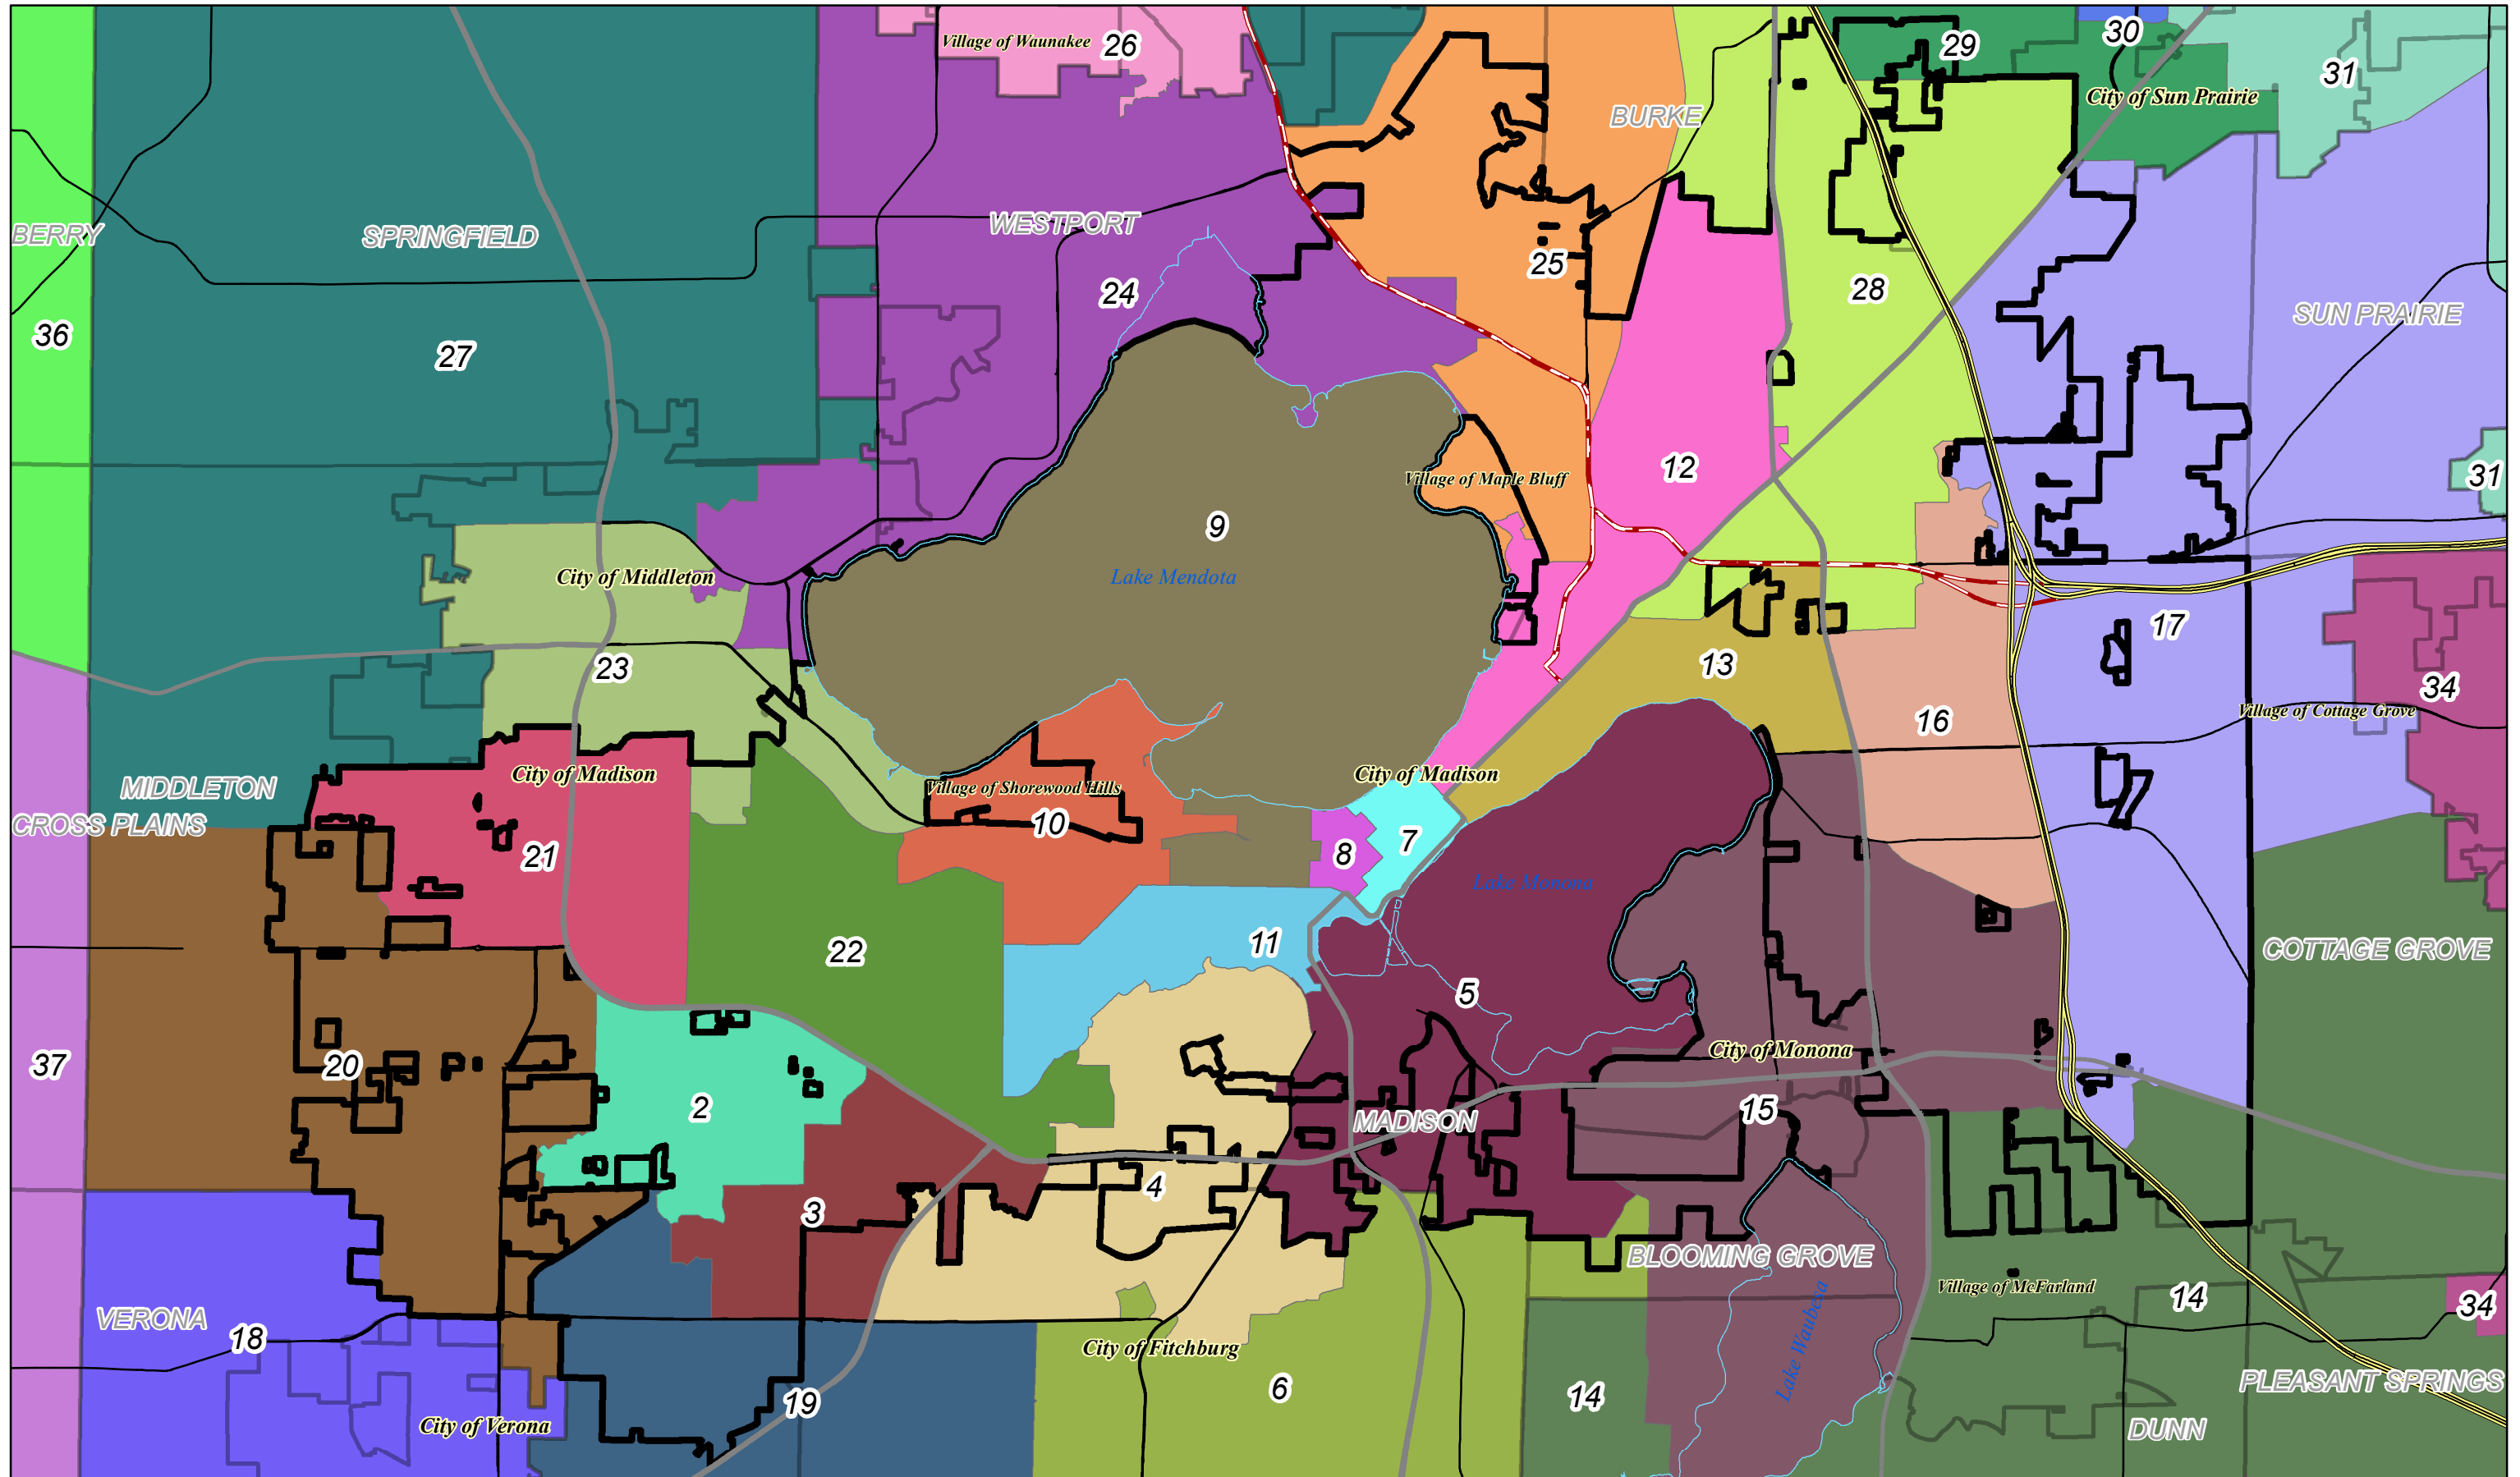 Village of Waunakee
26
29
30
31
City of Sun Prairie
BURKE
BERRY
SPRINGFIELD
WESTPORT
25
24
28
SUN PRAIRIE
36
27
12
31
Village of Maple Bluff
9
Lake Mendota
City of Middleton
17
23
13
34
16
Village of Cottage Grove
City of Madison
City of Madison
MIDDLETON
Village of Shorewood Hills
CROSS PLAINS
10
7
8
21
Lake Monona
22
11
COTTAGE GROVE
5
City of Monona
37
20
2
15
MADISON
4
3
BLOOMING GROVE
Village of McFarland
14
34
VERONA
18
City of Fitchburg
Lake Waubesa
6
14
19
PLEASANT SPRINGS
City of Verona
DUNN